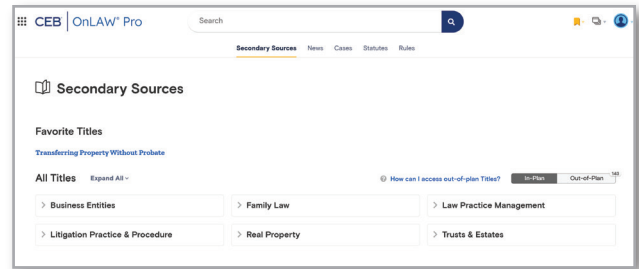 CEB OnLAW® Pro Search
Secondary Sources News Cases Statutes Rules
Secondary Sources
Favorite Titles
Transferring Property Without Probate
All Titles Expand All How can I access out-of-plan Titles? In-Plan Out-of-Plan 143
Business Entities Family Law Law Practice Management
Litigation Practice & Procedure Real Property Trusts & Estates